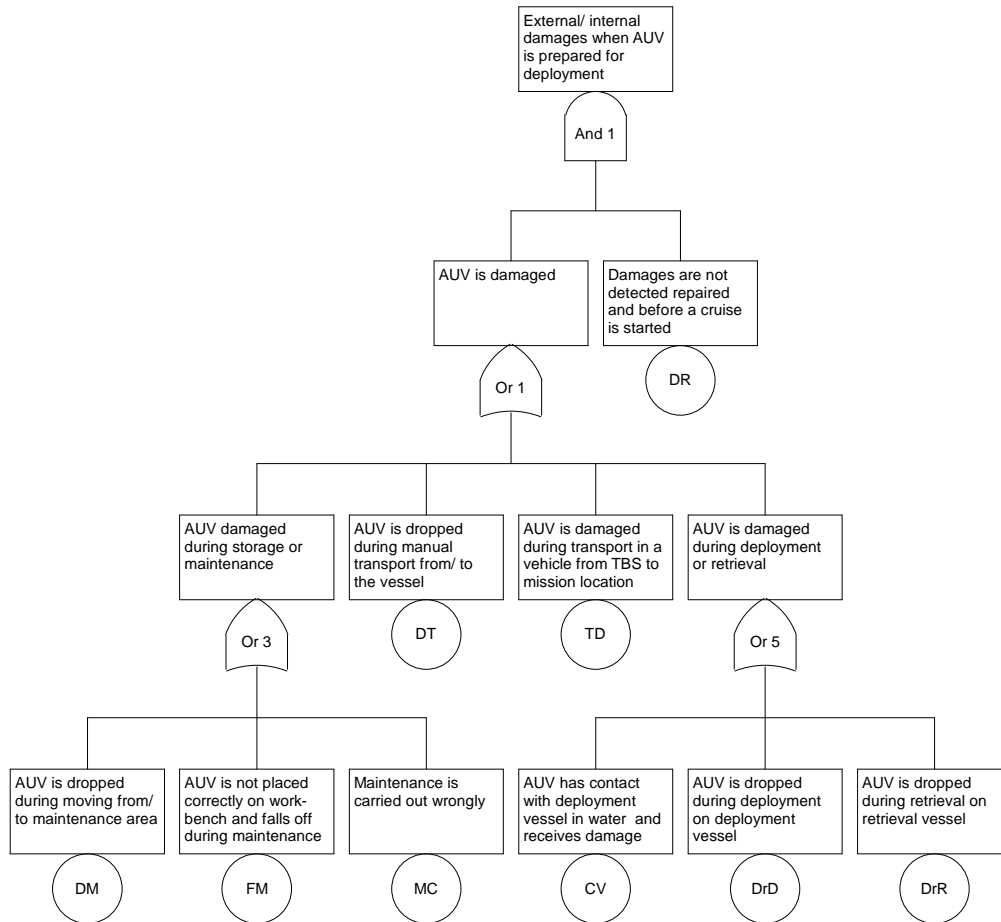 External/ internal
damages when AUV
is prepared for
deployment
And 1
AUV is damaged
Damages are not
detected repaired
and before a cruise
is started
Or 1
DR
AUV damaged
during storage or
maintenance
AUV is dropped
during manual
transport from/ to
the vessel
AUV is damaged
during transport in a
vehicle from TBS to
mission location
AUV is damaged
during deployment
or retrieval
Or 3
DT
TD
Or 5
AUV is dropped
during moving from/
to maintenance area
AUV is not placed
correctly on work-
bench and falls off
during maintenance
Maintenance is
carried out wrongly
AUV has contact
with deployment
vessel in water and
receives damage
AUV is dropped
during deployment
on deployment
vessel
AUV is dropped
during retrieval on
retrieval vessel
DM
FM
MC
CV
DrD
DrR